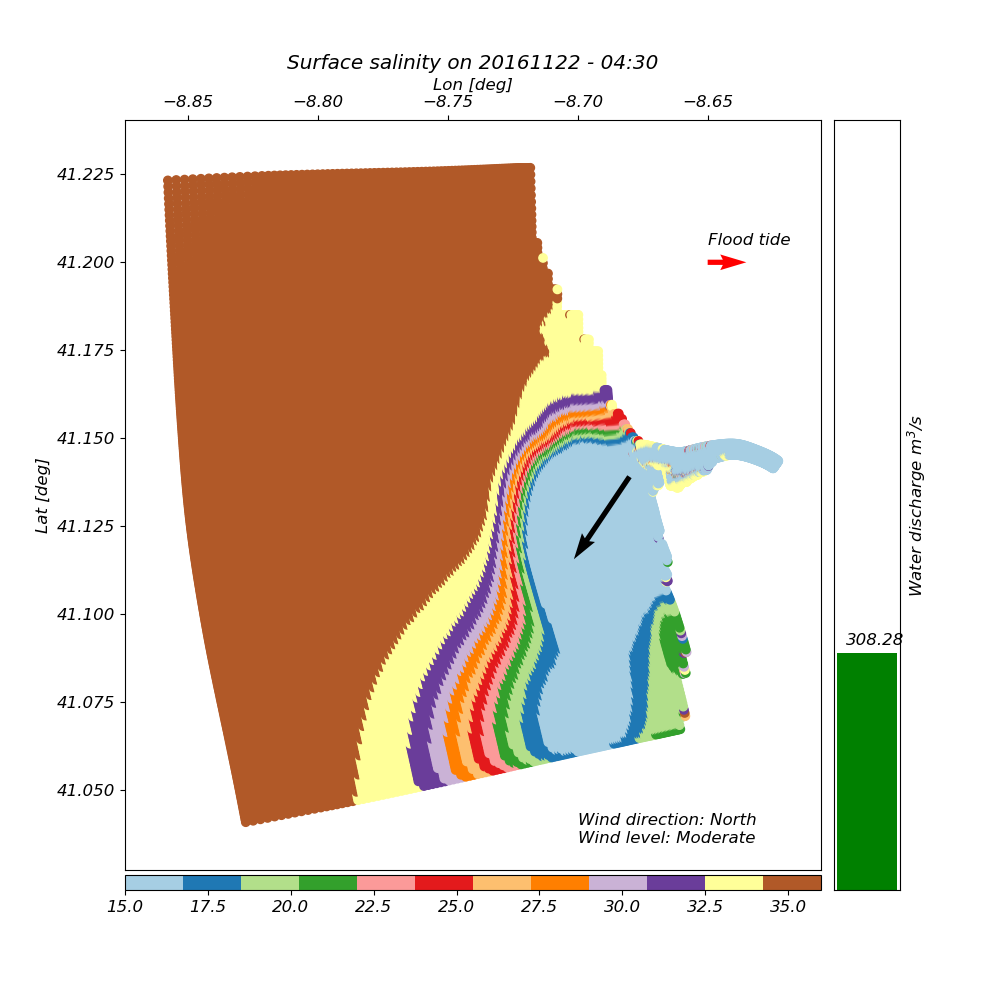 Surface salinity on 20161122 - 04:30
Lon [deg]
−8.85 −8.80 −8.75 −8.70 −8.65
41.225
41.200
41.175
41.150
41.125
41.100
41.075
41.050
Lat [deg]
Flood tide
Wind direction: North
Wind level: Moderate
15.0 17.5 20.0 22.5 25.0 27.5 30.0 32.5 35.0
308.28
Water discharge m³/s